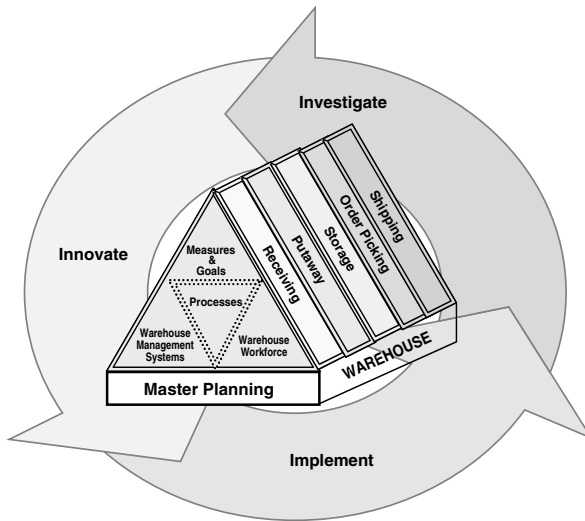 Investigate
Innovate
Measures
&
Goals
Processes
Warehouse
Management
Systems
Warehouse
Workforce
Receiving
Putaway
Storage
Order Picking
Shipping
Master Planning
WAREHOUSE
Implement